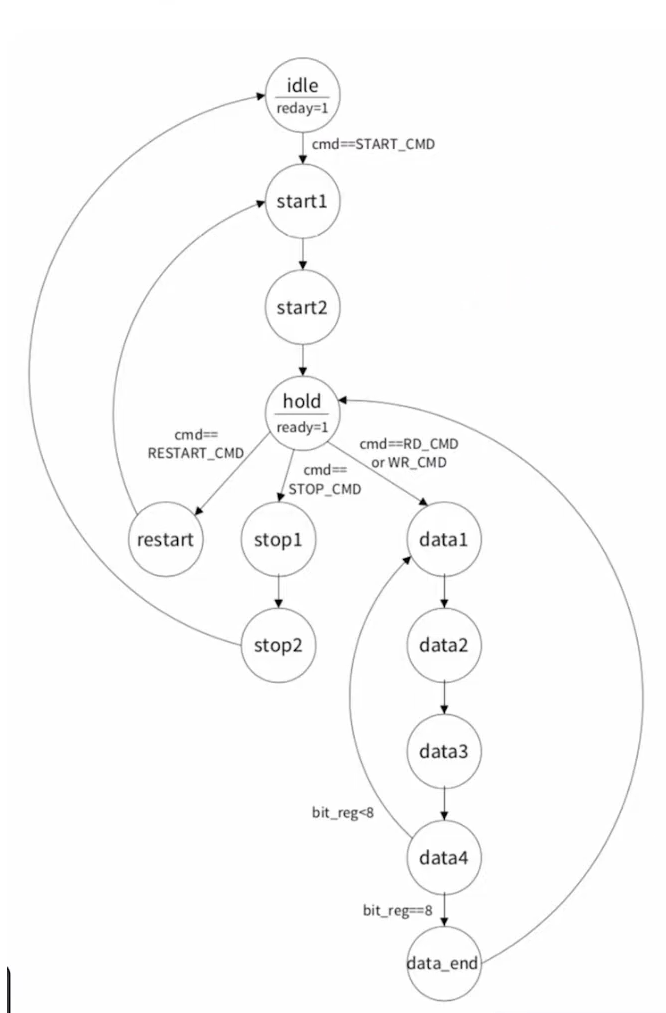 idle
reday=1
cmd==START_CMD
start1
start2
hold
ready=1
cmd==
RESTART_CMD
cmd==
STOP_CMD
cmd==RD_CMD
or WR_CMD
restart
stop1
data1
stop2
data2
data3
bit_reg<8
data4
bit_reg==8
data_end